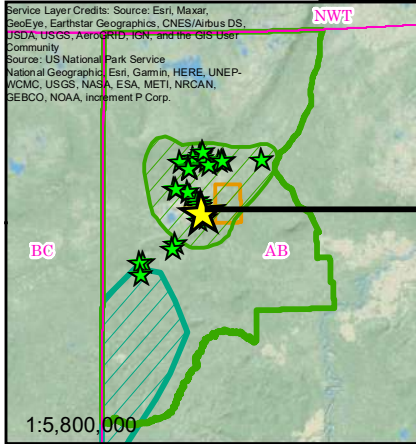 Service Layer Credits: Source: Esri, Maxar,
GeoEye, Earthstar Geographics, CNES/Airbus DS,
USDA, USGS, AeroGRID, IGN, and the GIS User
Community
Source: US National Park Service
National Geographic, Esri, Garmin, HERE, UNEP-
WCMC, USGS, NASA, ESA, METI, NRCAN,
GEBCO, NOAA, increment P Corp.
NWT
BC
AB
1:5,800,000